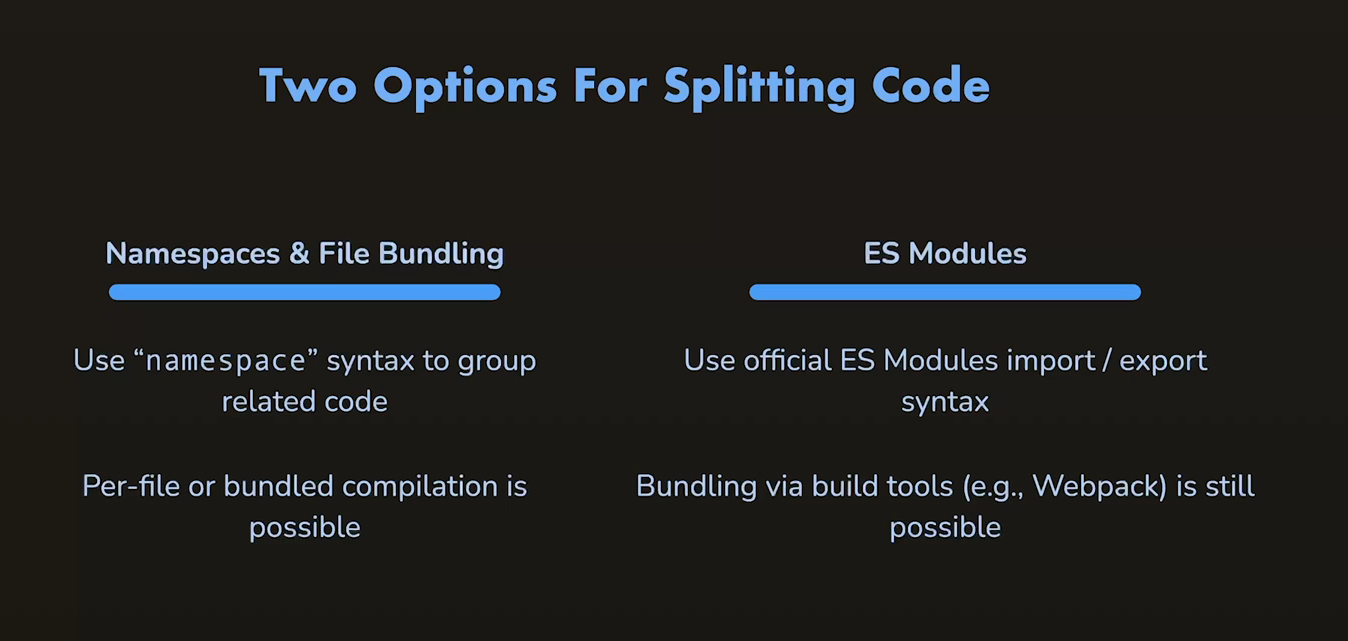 Two Options For Splitting Code
Namespaces & File Bundling
Use “namespace” syntax to group
related code
Per-file or bundled compilation is
possible
ES Modules
Use official ES Modules import / export
syntax
Bundling via build tools (e.g., Webpack) is still
possible